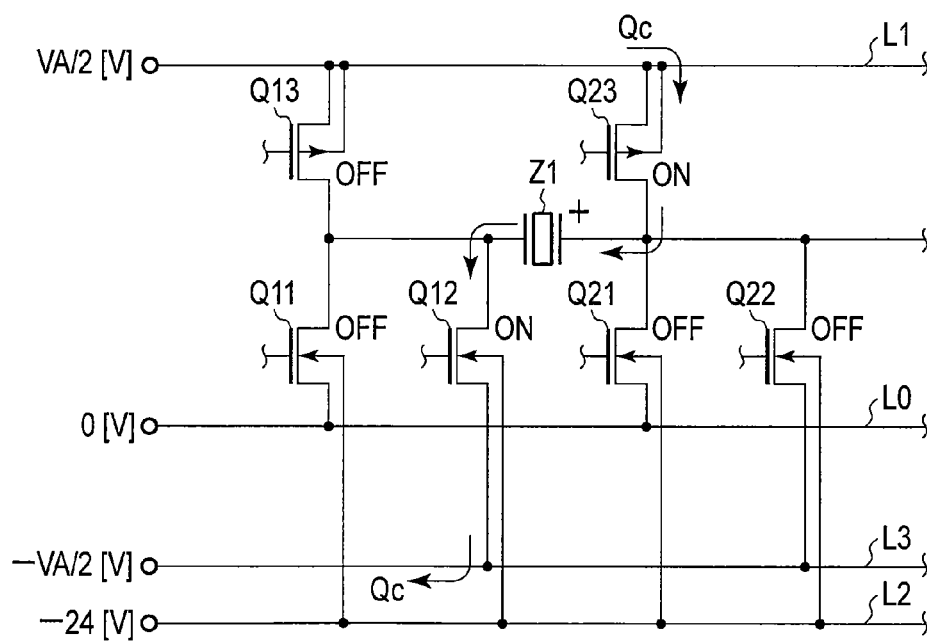 Qc
L1
VA/2 [V]
Q13
Q23
OFF
Z1
ON
+
Q11
Q12
Q21
Q22
OFF
ON
OFF
OFF
L0
0 [V]
L3
−VA/2 [V]
Qc
L2
−24 [V]